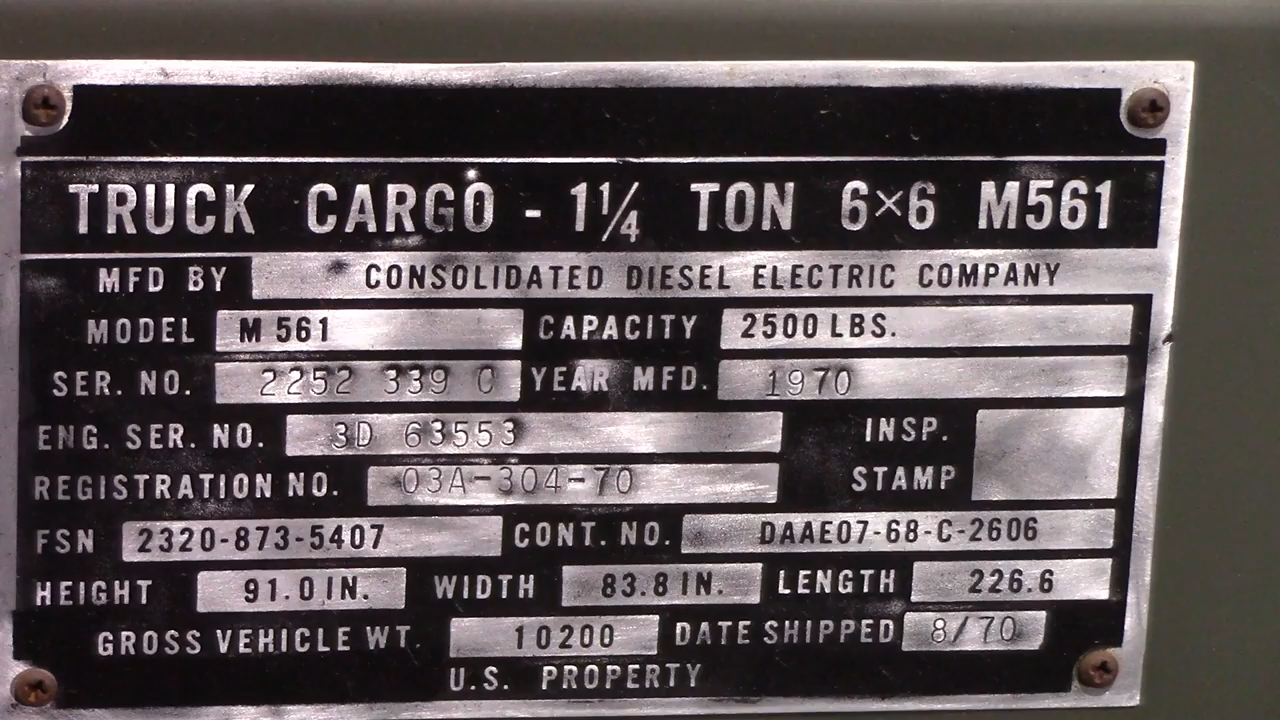 TRUCK CARGO - 1¼ TON 6×6 M561
MFD BY CONSOLIDATED DIESEL ELECTRIC COMPANY
MODEL M 561 CAPACITY 2500 LBS.
SER. NO. 2252 339 C YEAR MFD. 1970
ENG. SER. NO. 3D 63553 INSP.
REGISTRATION NO. 03A-304-70 STAMP
FSN 2320-873-5407 CONT. NO. DAAE07-68-C-2606
HEIGHT 91.0 IN. WIDTH 83.8 IN. LENGTH 226.6
GROSS VEHICLE WT. 10200 DATE SHIPPED 8/70
U.S. PROPERTY